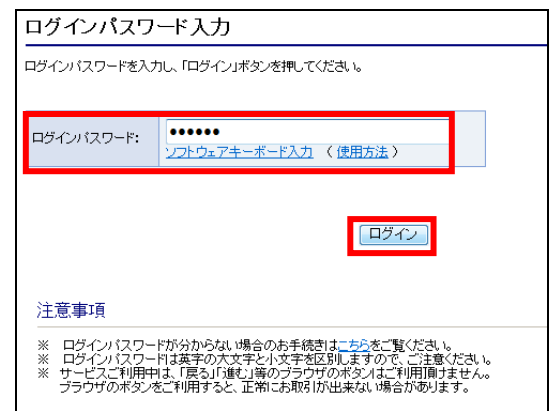 ログインパスワード入力
ログインパスワードを入力し、「ログイン」ボタンを押してください。
ログインパスワード: ●●●●●●
ソフトウェアキーボード入力 (使用方法)
ログイン
注意事項
※ ログインパスワードが分からない場合のお手続きはこちらをご覧ください。
※ ログインパスワードは英字の大文字と小文字を区別しますので、ご注意ください。
※ サービスご利用中は、「戻る」「進む」等のブラウザのボタンはご利用頂けません。
ブラウザのボタンをご利用すると、正常にお取引が出来ない場合があります。